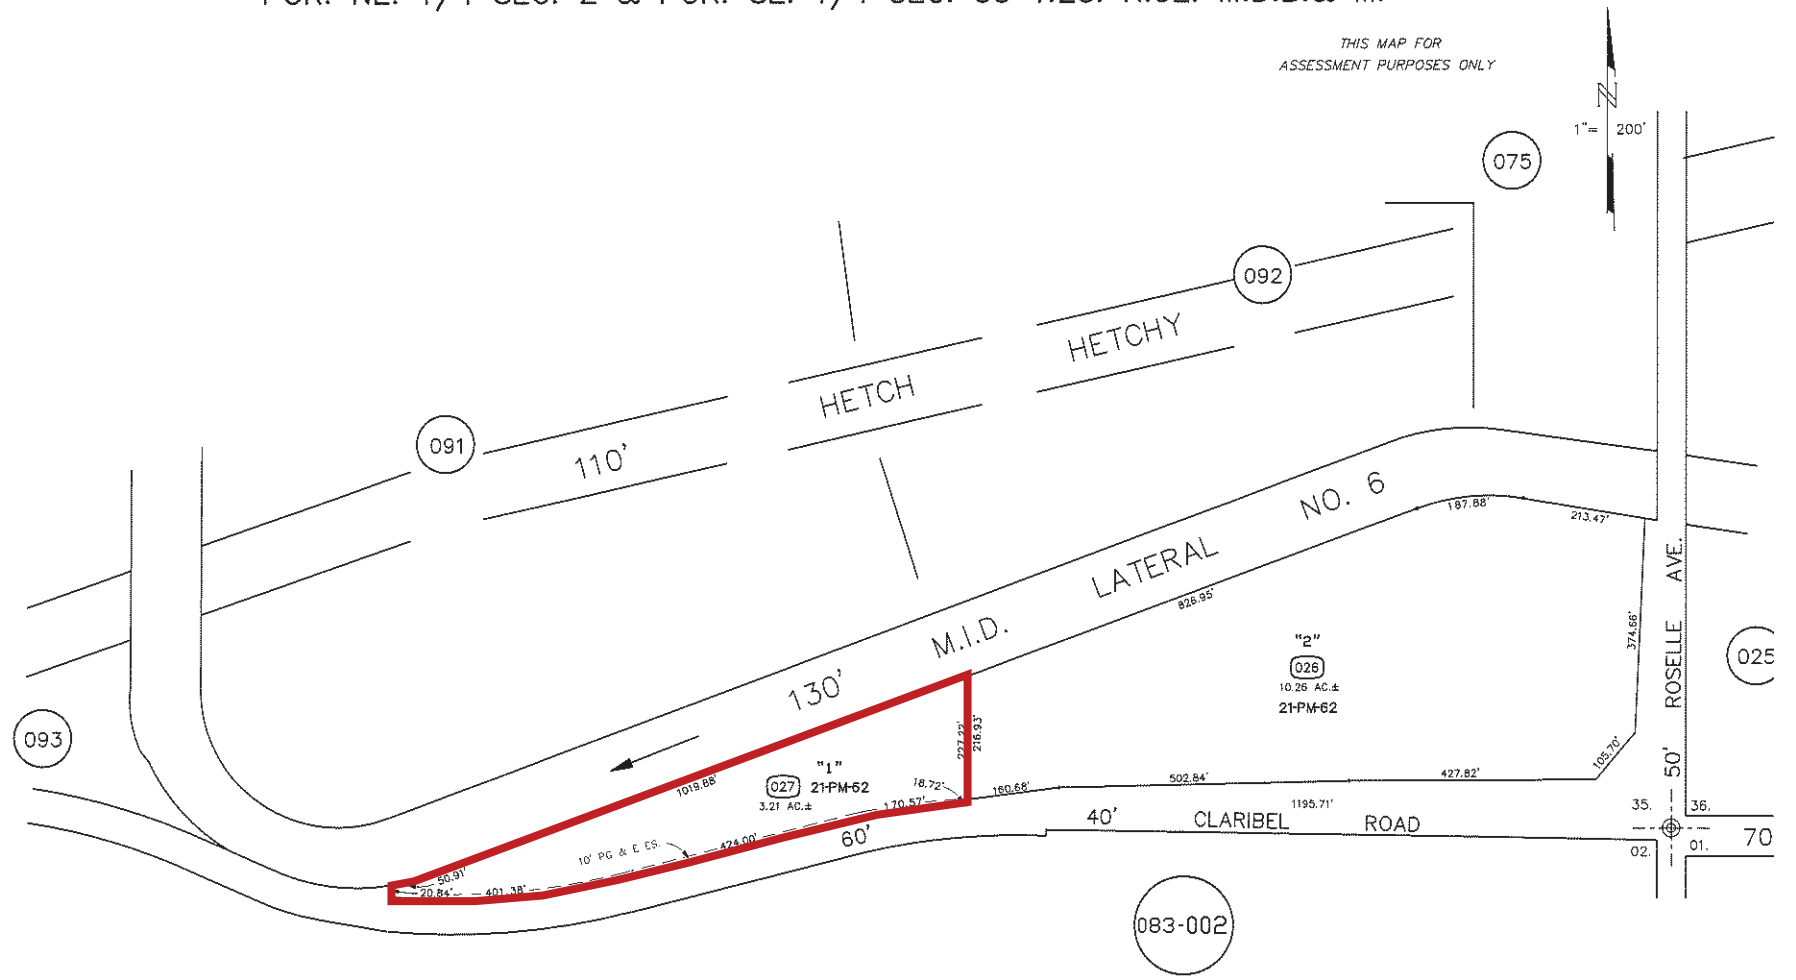 THIS MAP FOR
ASSESSMENT PURPOSES ONLY
N
1"= 200'
075
092
HETCH HETCHY
091
110'
NO. 6
187.88'
213.47'
LATERAL
826.95'
M.I.D.
130'
"2"
026
10.26 AC.±
21-PM-62
374.66'
ROSELLE AVE.
50'
025
093
227.22'
216.93'
105.70'
"1"
027 21-PM-62
3.21 AC.±
1019.88'
18.72'
170.57'
160.68'
502.84'
427.82'
1195.71'
40' CLARIBEL ROAD
60'
424.00'
10' PG & E ES.
50.91'
20.84'
401.38'
35. 36.
02. 01.
70
083-002